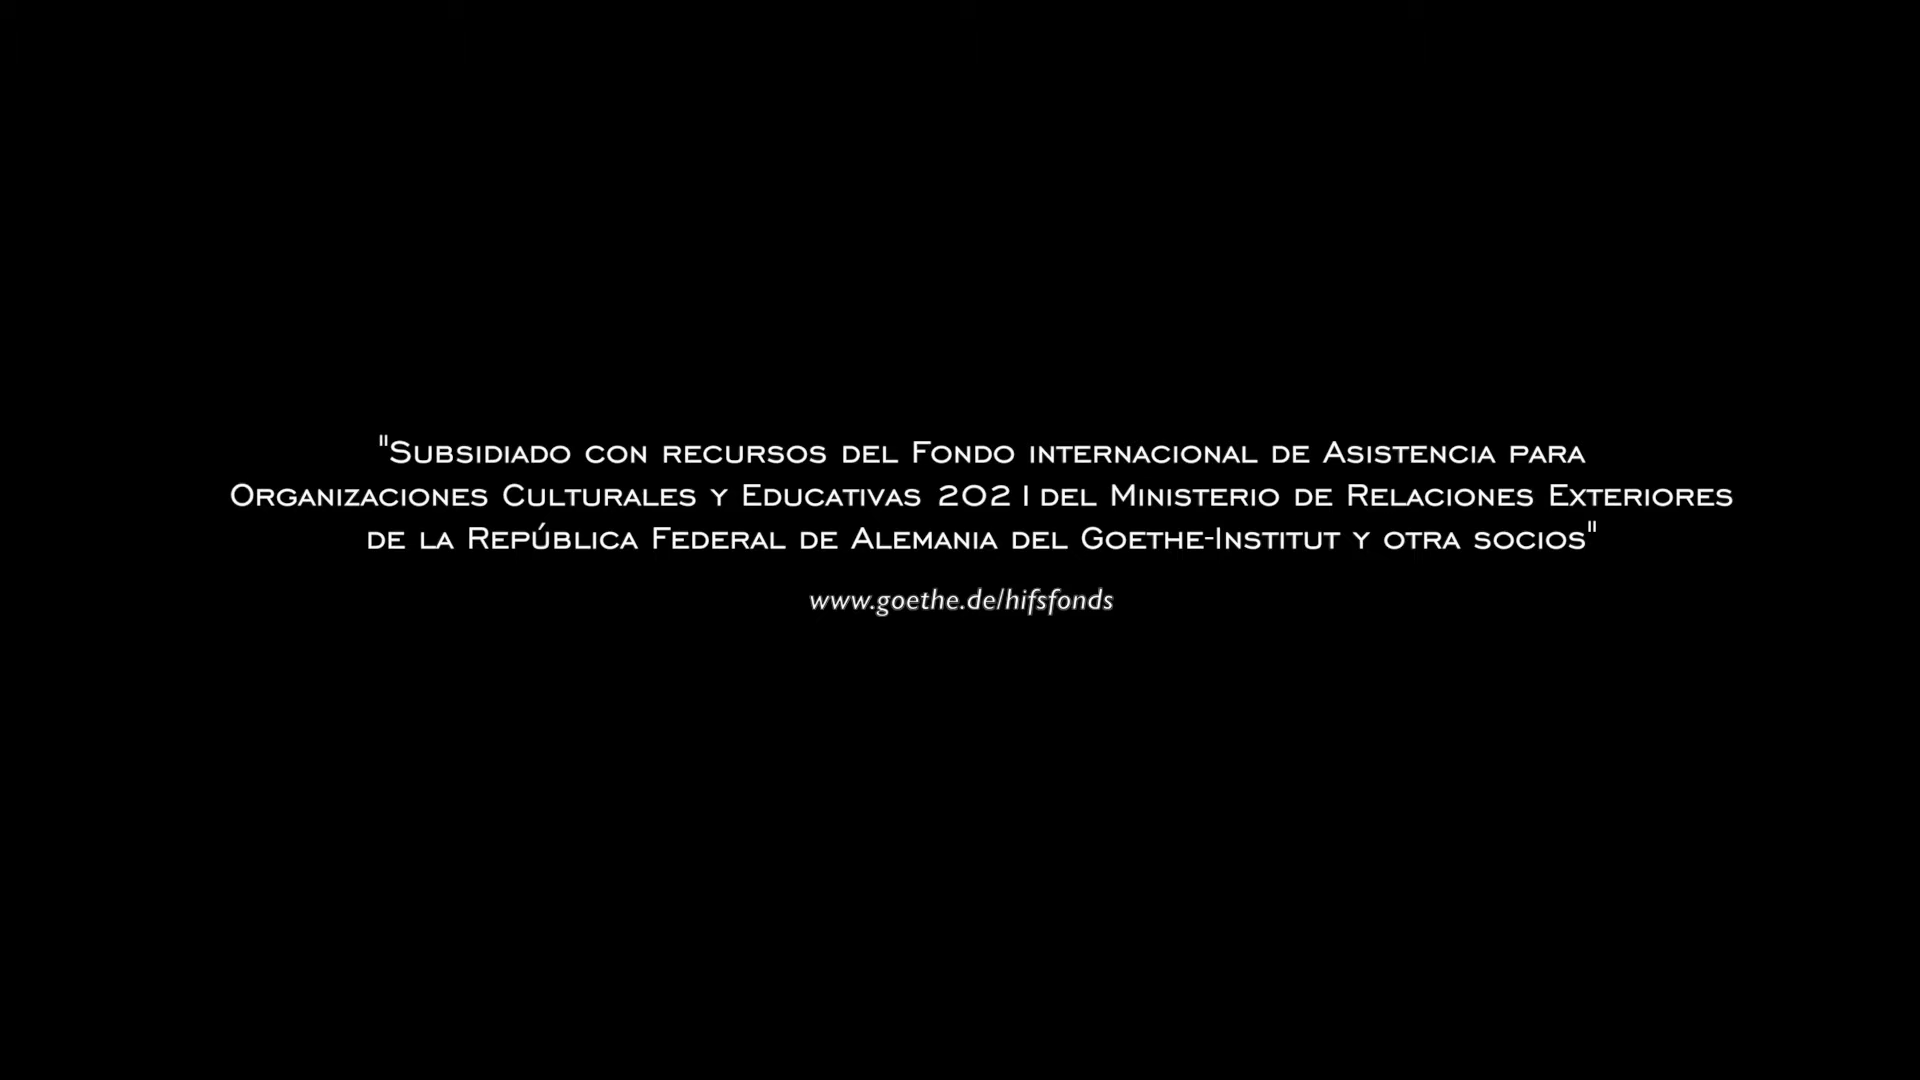 "Subsidiado con recursos del Fondo internacional de Asistencia para
Organizaciones Culturales y Educativas 2021 del Ministerio de Relaciones Exteriores
de la República Federal de Alemania del Goethe-Institut y otra socios"
www.goethe.de/hifsfonds